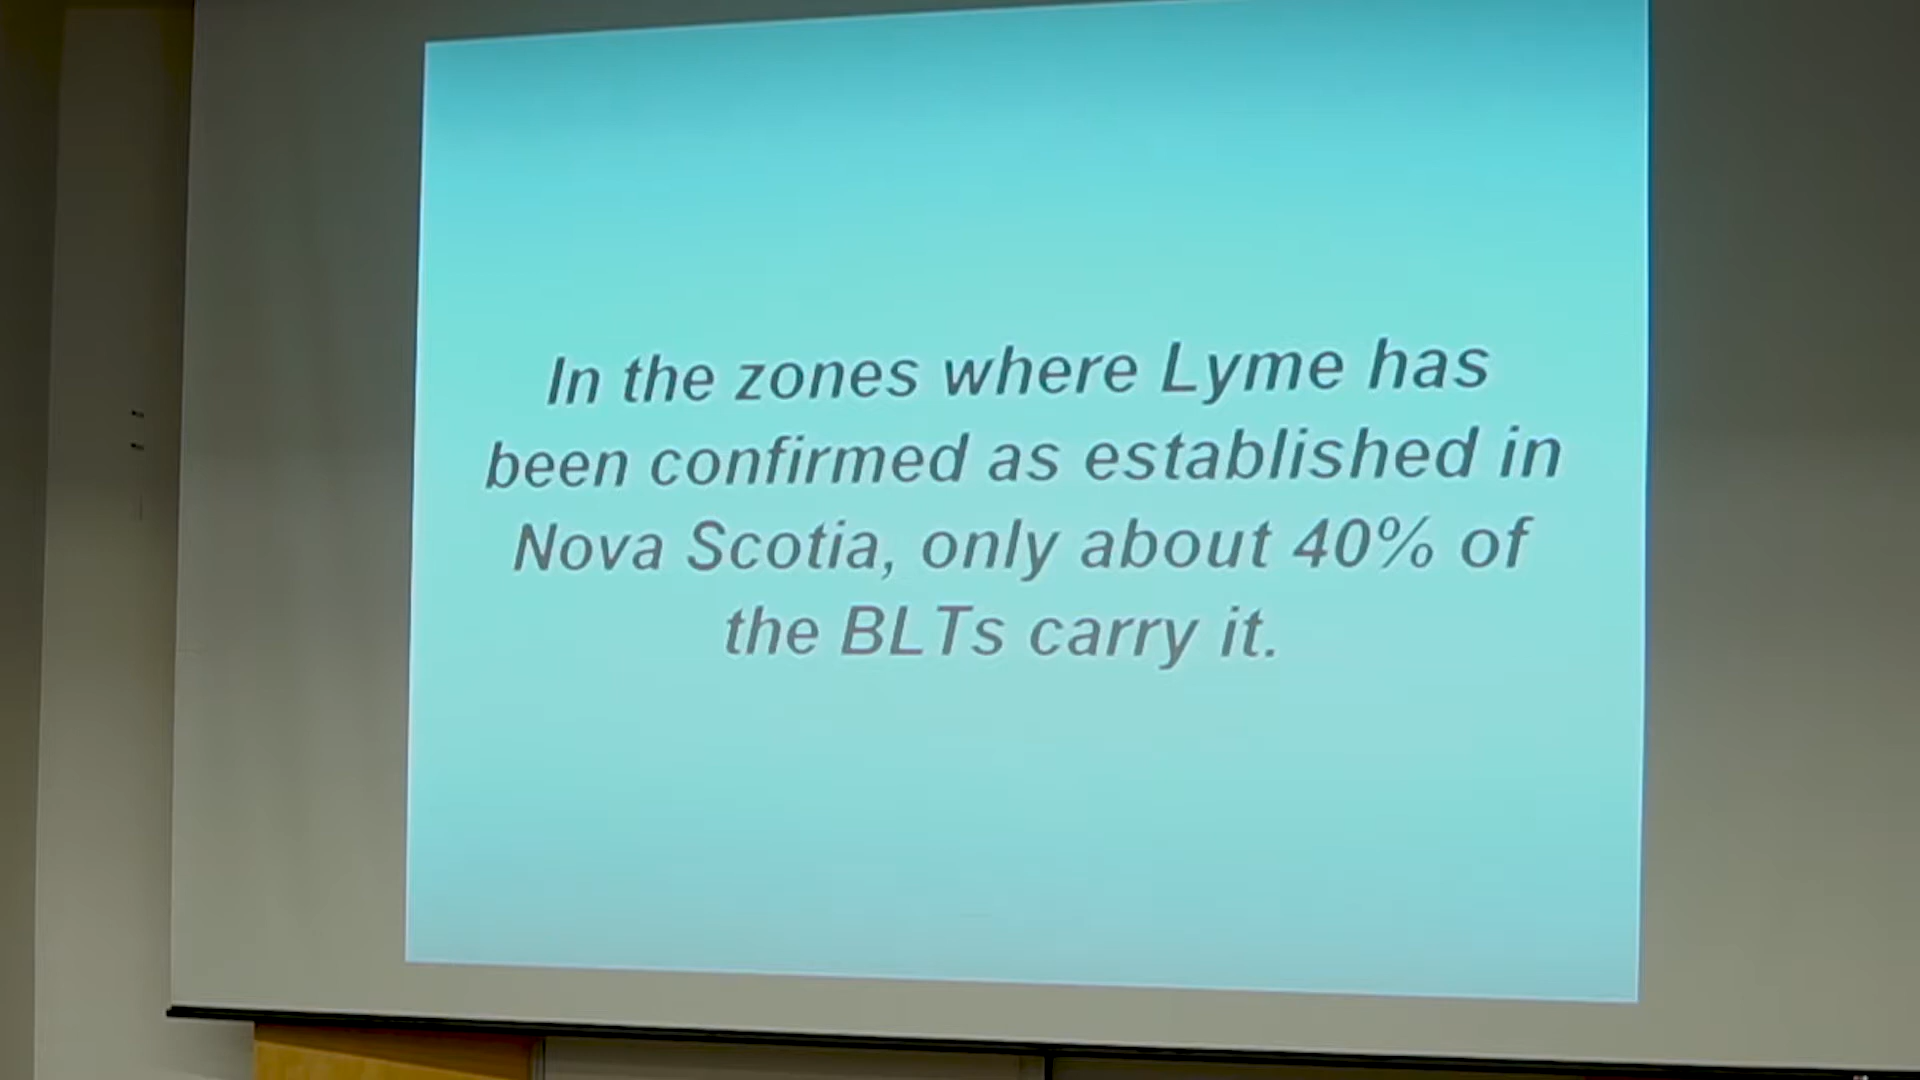 In the zones where Lyme has
been confirmed as established in
Nova Scotia, only about 40% of
the BLTs carry it.